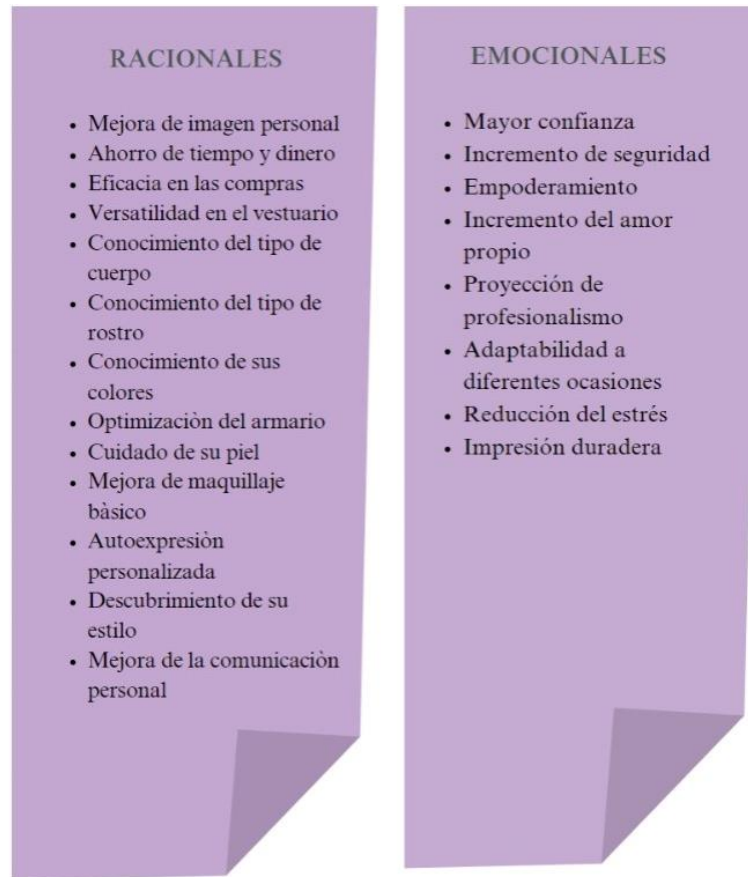 RACIONALES
• Mejora de imagen personal
• Ahorro de tiempo y dinero
• Eficacia en las compras
• Versatilidad en el vestuario
• Conocimiento del tipo de
cuerpo
• Conocimiento del tipo de
rostro
• Conocimiento de sus
colores
• Optimizaciòn del armario
• Cuidado de su piel
• Mejora de maquillaje
bàsico
• Autoexpresiòn
personalizada
• Descubrimiento de su
estilo
• Mejora de la comunicaciòn
personal
EMOCIONALES
• Mayor confianza
• Incremento de seguridad
• Empoderamiento
• Incremento del amor
propio
• Proyección de
profesionalismo
• Adaptabilidad a
diferentes ocasiones
• Reducción del estrés
• Impresión duradera